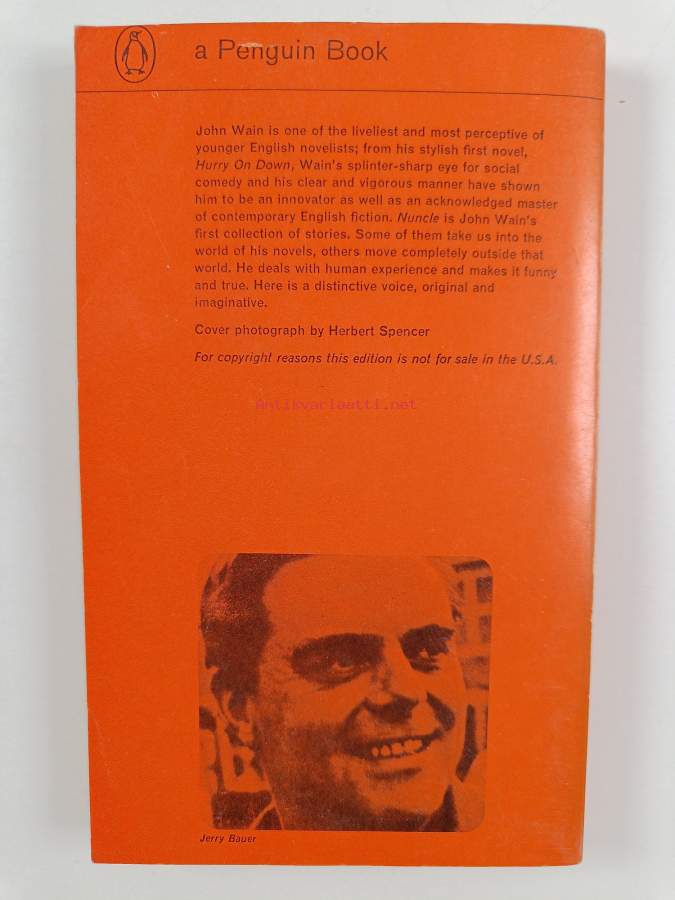 a Penguin Book
John Wain is one of the liveliest and most perceptive of
younger English novelists; from his stylish first novel,
Hurry On Down, Wain's splinter-sharp eye for social
comedy and his clear and vigorous manner have shown
him to be an innovator as well as an acknowledged master
of contemporary English fiction. Nuncle is John Wain's
first collection of stories. Some of them take us into the
world of his novels, others move completely outside that
world. He deals with human experience and makes it funny
and true. Here is a distinctive voice, original and
imaginative.
Cover photograph by Herbert Spencer
For copyright reasons this edition is not for sale in the U.S.A.
Antikvariaatti.net
Jerry Bauer